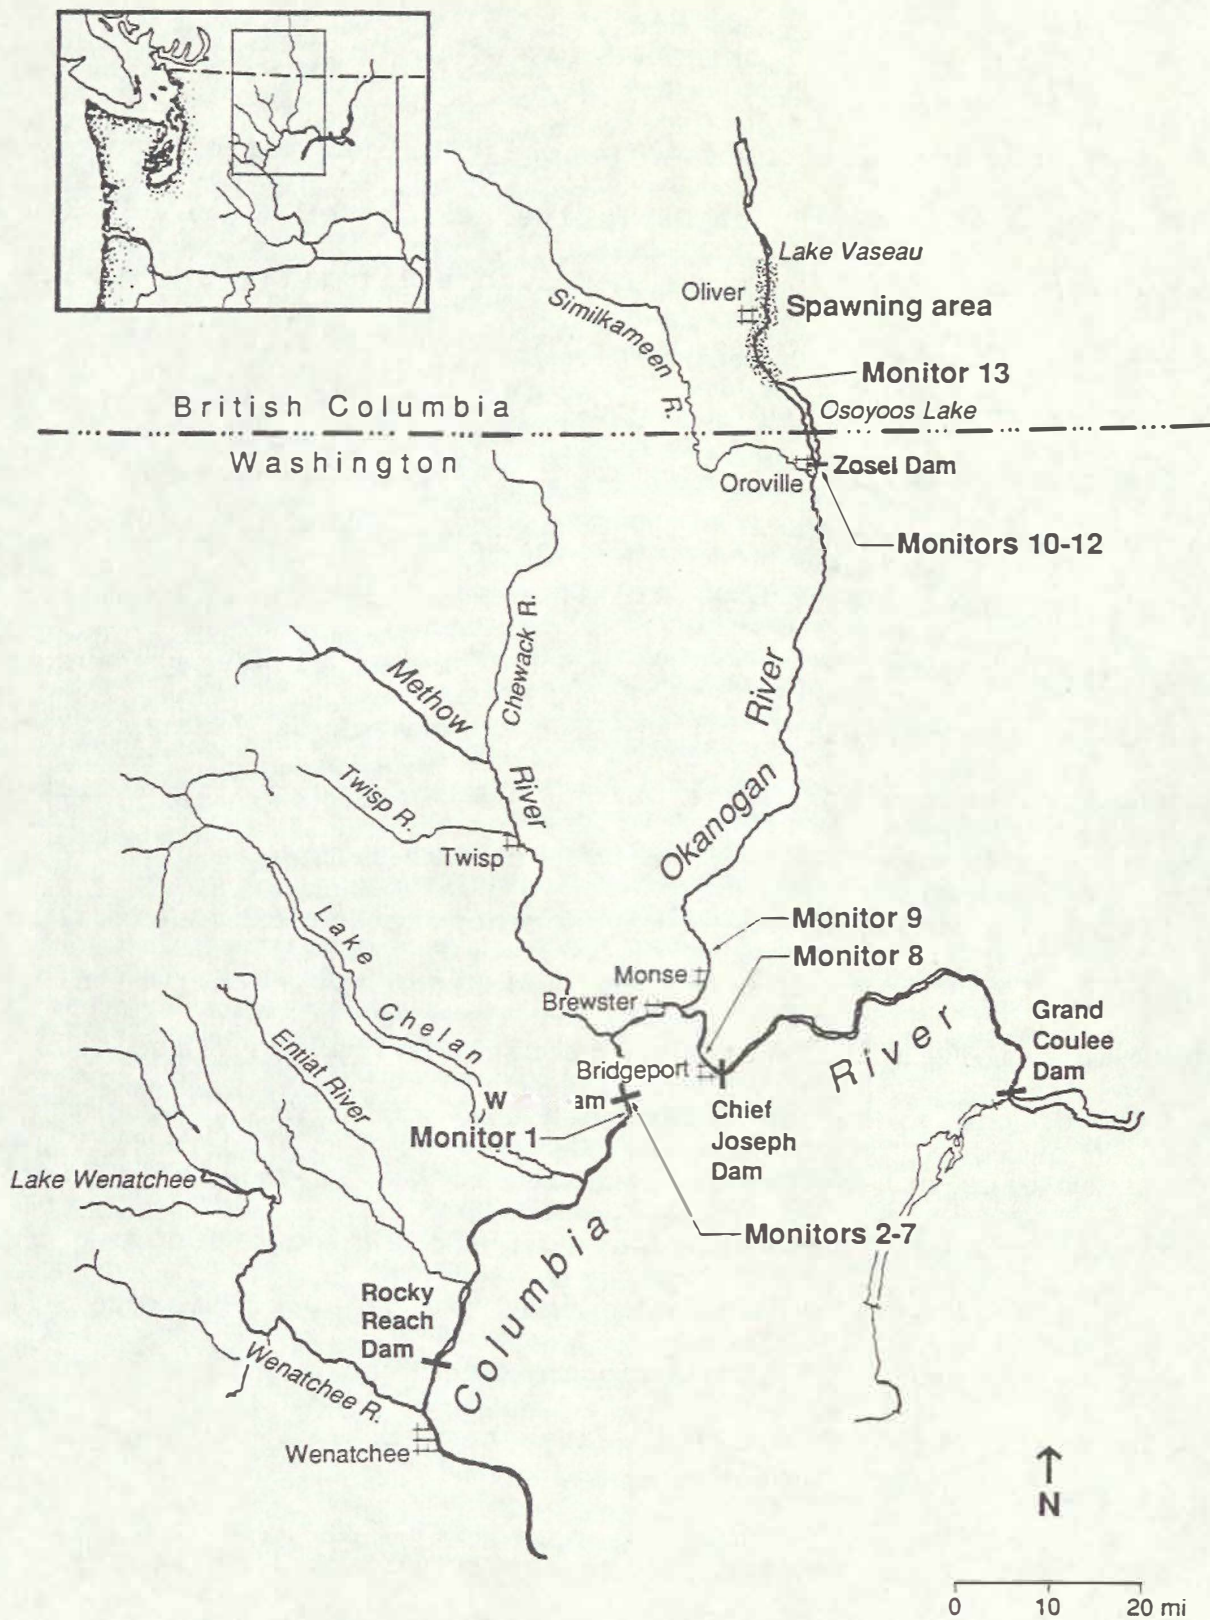 Lake Vaseau
Oliver
Spawning area
Similkameen R.
Monitor 13
British Columbia
Osoyoos Lake
Washington
Zosel Dam
Oroville
Monitors 10-12
Chewack R.
Methow
River
River
Twisp R.
Okanogan
Twisp
Lake
Chelan
Monitor 9
Monitor 8
Monse
Brewster
Entiat River
River
Grand
Coulee
Dam
Bridgeport
W
am
Chief
Joseph
Dam
Monitor 1
Lake Wenatchee
Monitors 2-7
Columbia
Rocky
Reach
Dam
Wenatchee R.
Wenatchee
N
0 10 20 mi